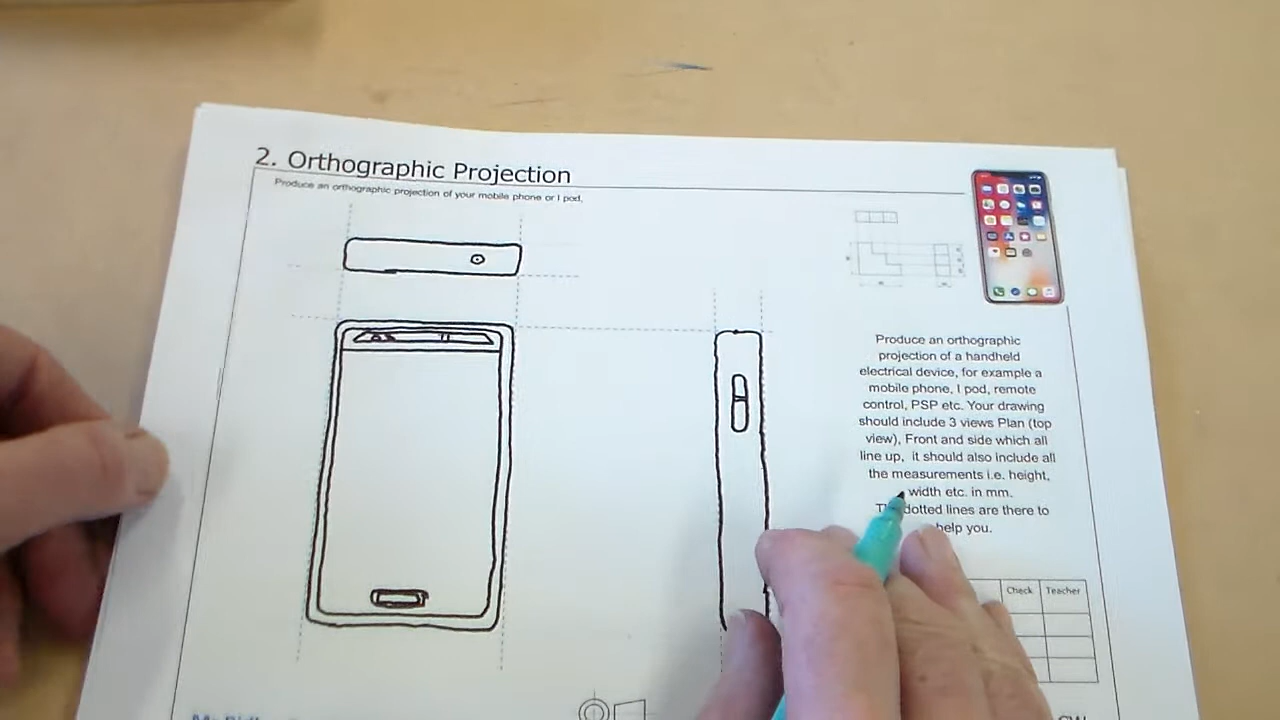 2. Orthographic Projection
Produce an orthographic projection of your mobile phone or I pod.
Produce an orthographic
projection of a handheld
electrical device, for example a
mobile phone, I pod, remote
control, PSP etc. Your drawing
should include 3 views Plan (top
view), Front and side which all
line up, it should also include all
the measurements i.e. height,
width etc. in mm.
dotted lines are there to
help you.
Check Teacher